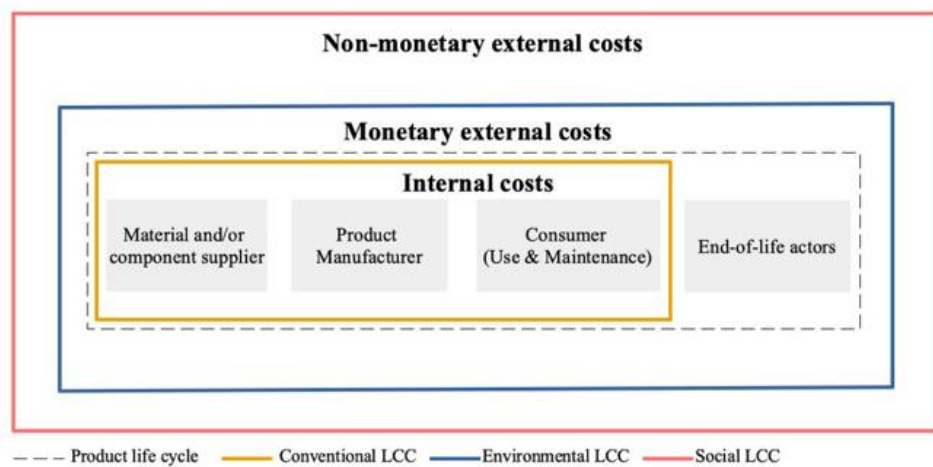 Non-monetary external costs
Monetary external costs
Internal costs
Material and/or
component supplier
Product
Manufacturer
Consumer
(Use & Maintenance)
End-of-life actors
Product life cycle
Conventional LCC
Environmental LCC
Social LCC